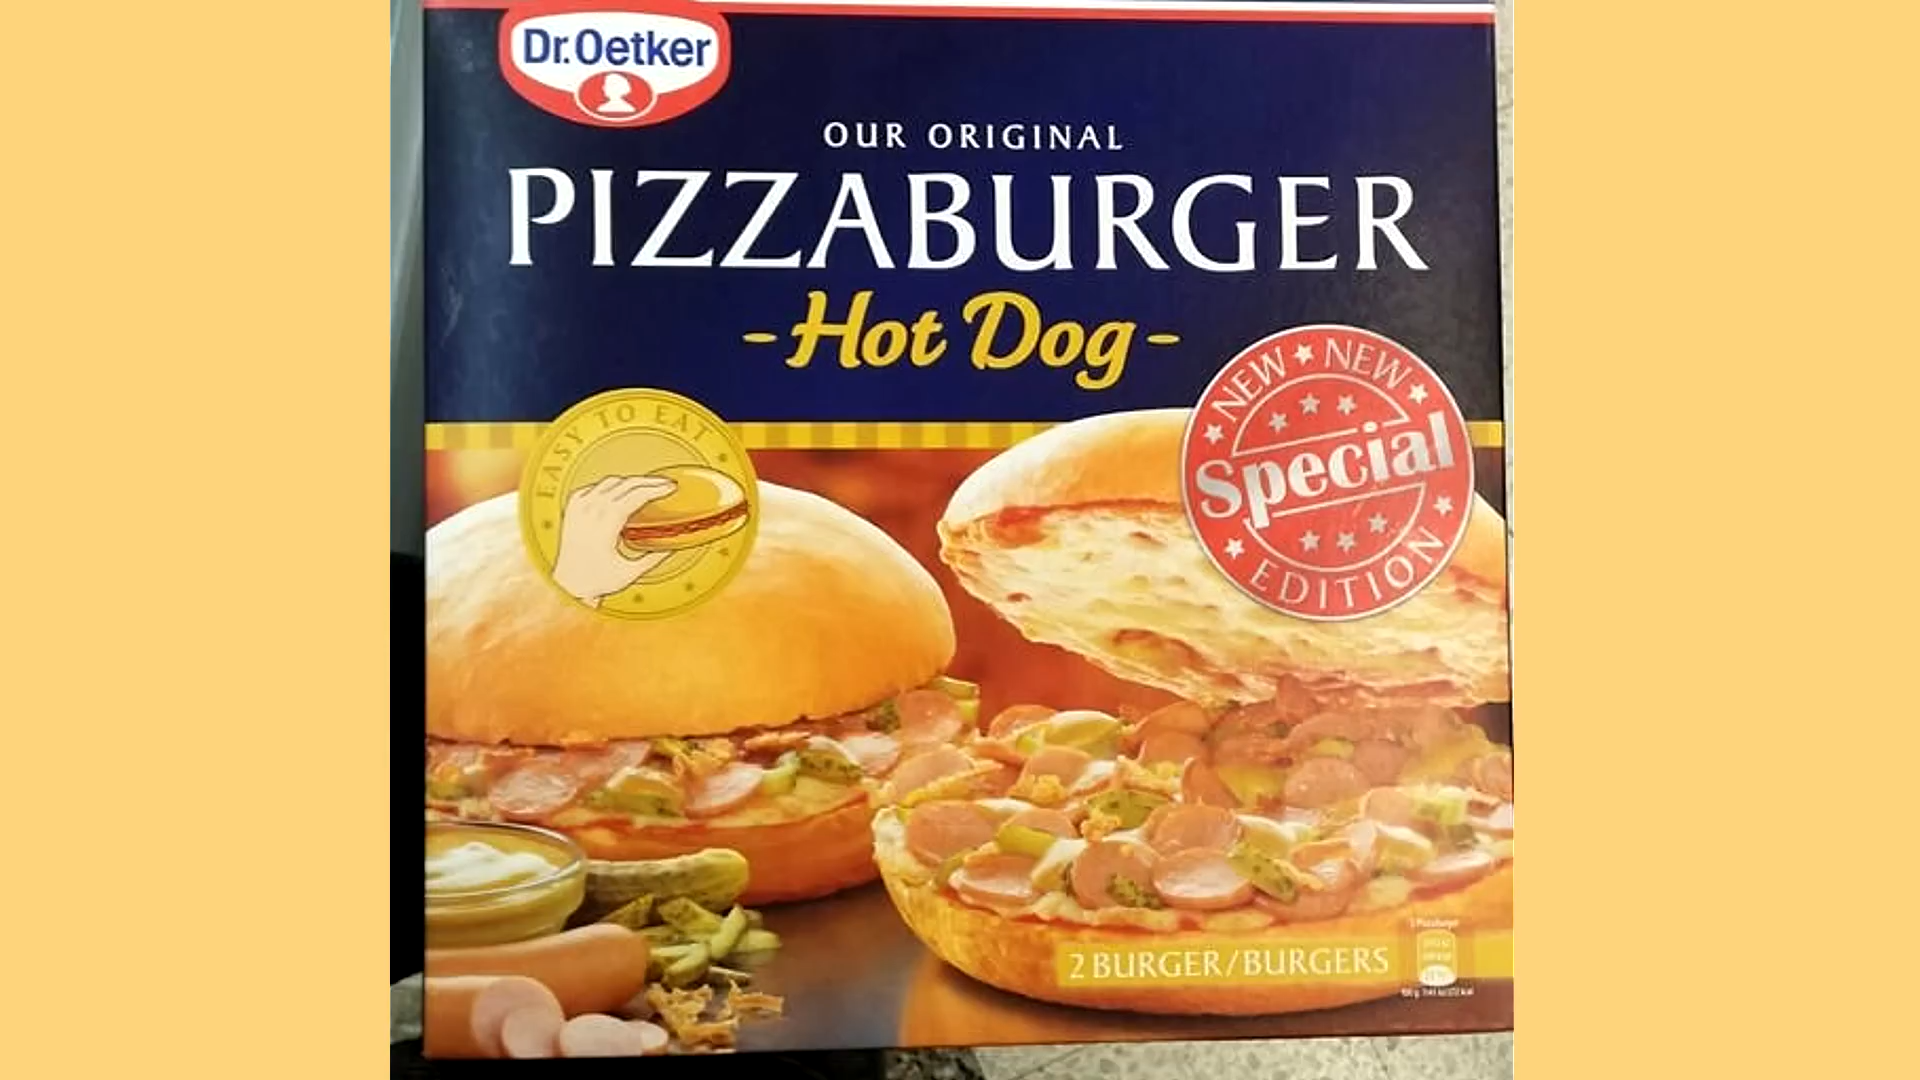 Dr. Oetker
OUR ORIGINAL
PIZZABURGER
- Hot Dog -
NEW ★ NEW
Special
EDITION
EASY TO EAT
2 BURGER/BURGERS